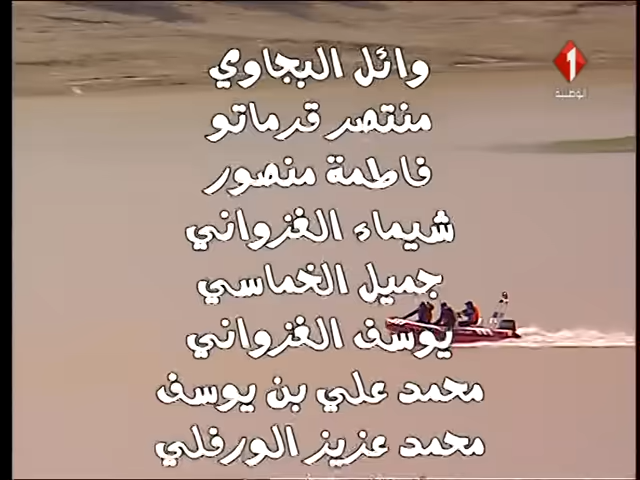 وائل البجاوي
1
الوطنية
منتصر قرماتو
فاطمة منصور
شيماء الغزواني
جميل الخماسي
يوسف الغزواني
محمد علي بن يوسف
محمد عزيز الورفلي